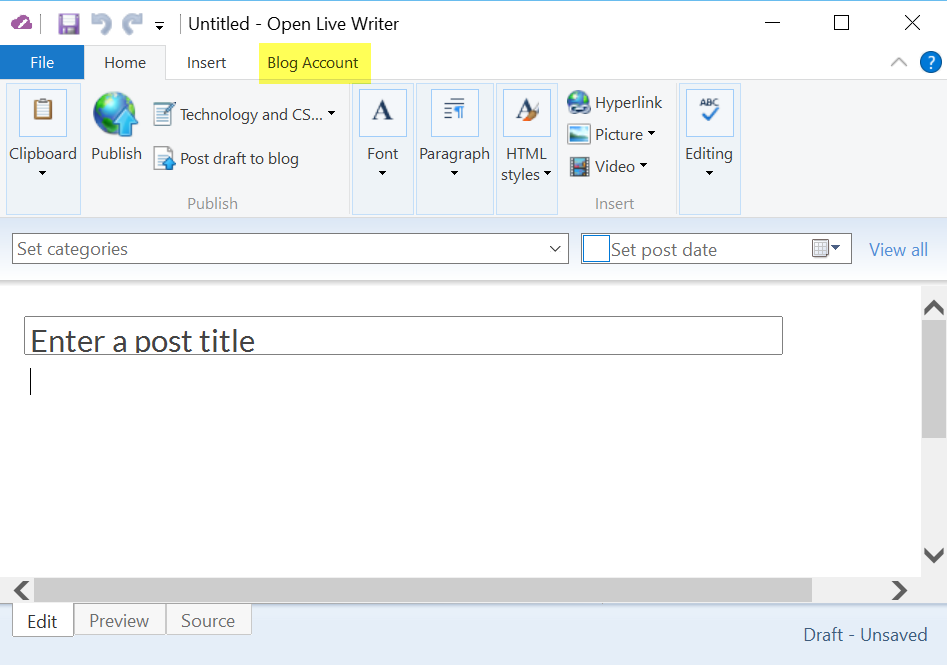 Untitled - Open Live Writer
File Home Insert Blog Account ?
Clipboard
Publish
Technology and CS...
Post draft to blog
Publish
A
Font
Paragraph
A
HTML
styles
Hyperlink
Picture
Video
Insert
ABC
Editing
Set categories
Set post date
View all
Enter a post title
Edit Preview Source
Draft - Unsaved